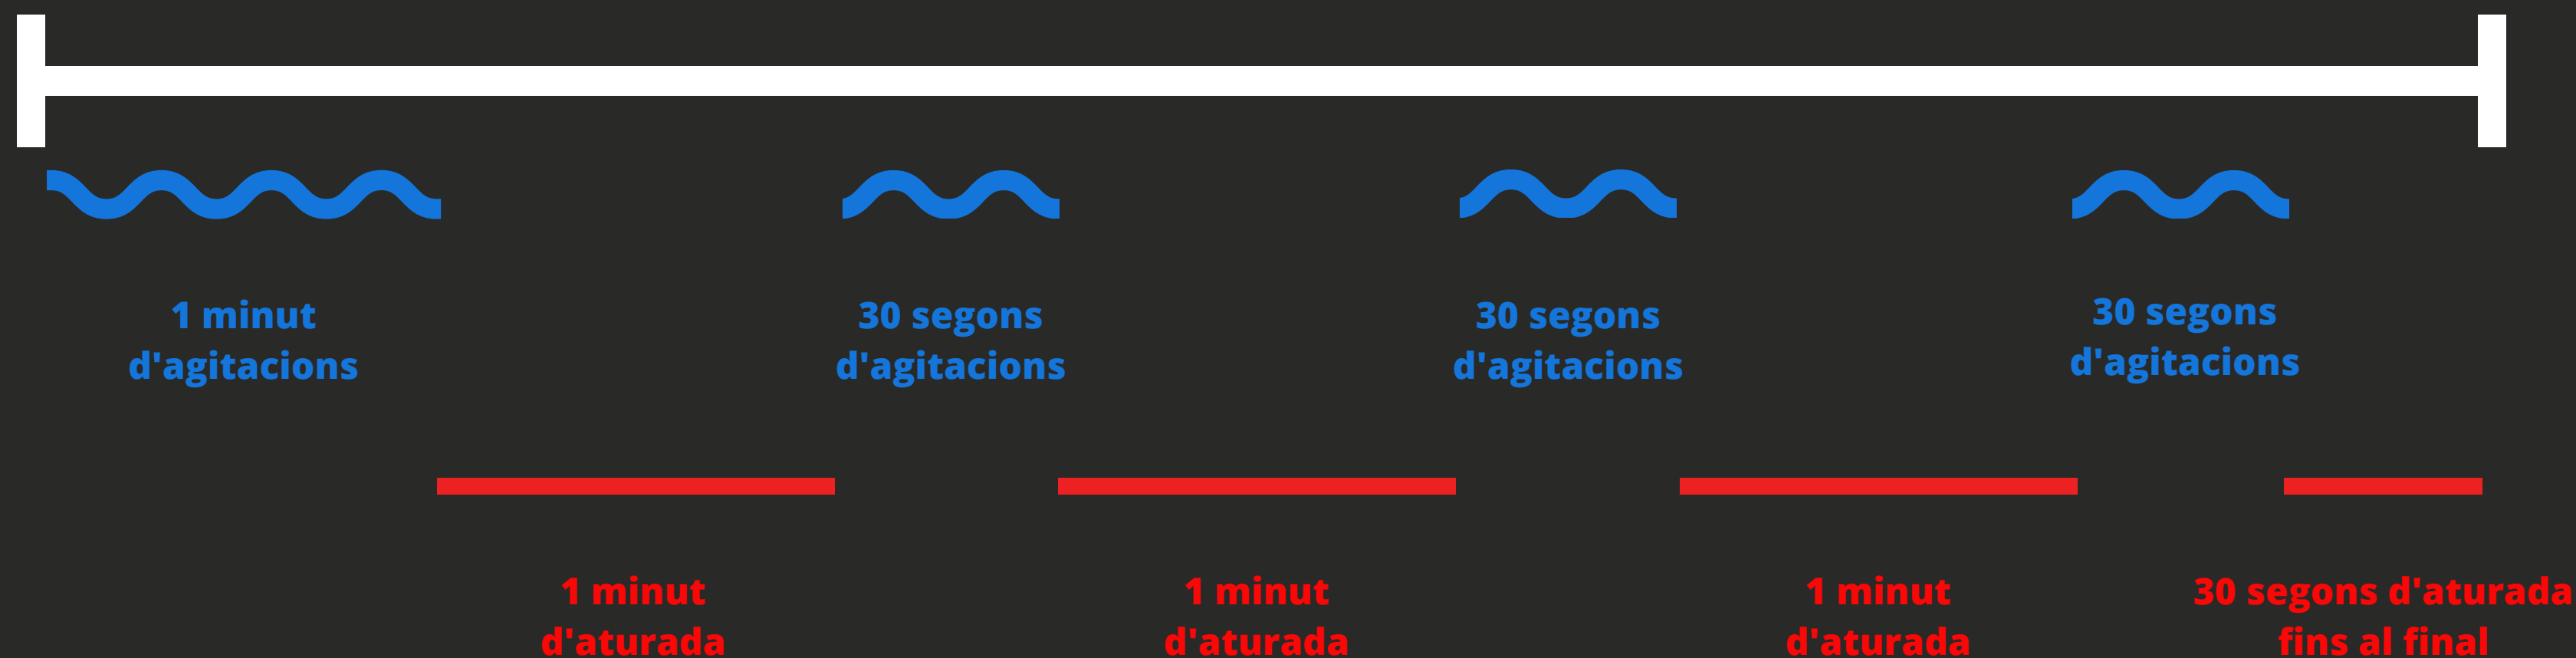 1 minut
d'agitacions
30 segons
d'agitacions
30 segons
d'agitacions
30 segons
d'agitacions
1 minut
d'aturada
1 minut
d'aturada
1 minut
d'aturada
30 segons d'aturada
fins al final